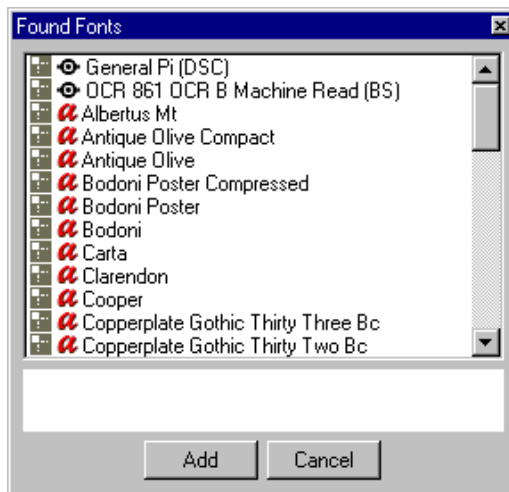 Found Fonts
General Pi (DSC)
OCR 861 OCR B Machine Read (BS)
Albertus Mt
Antique Olive Compact
Antique Olive
Bodoni Poster Compressed
Bodoni Poster
Bodoni
Carta
Clarendon
Cooper
Copperplate Gothic Thirty Three Bc
Copperplate Gothic Thirty Two Bc
Add
Cancel